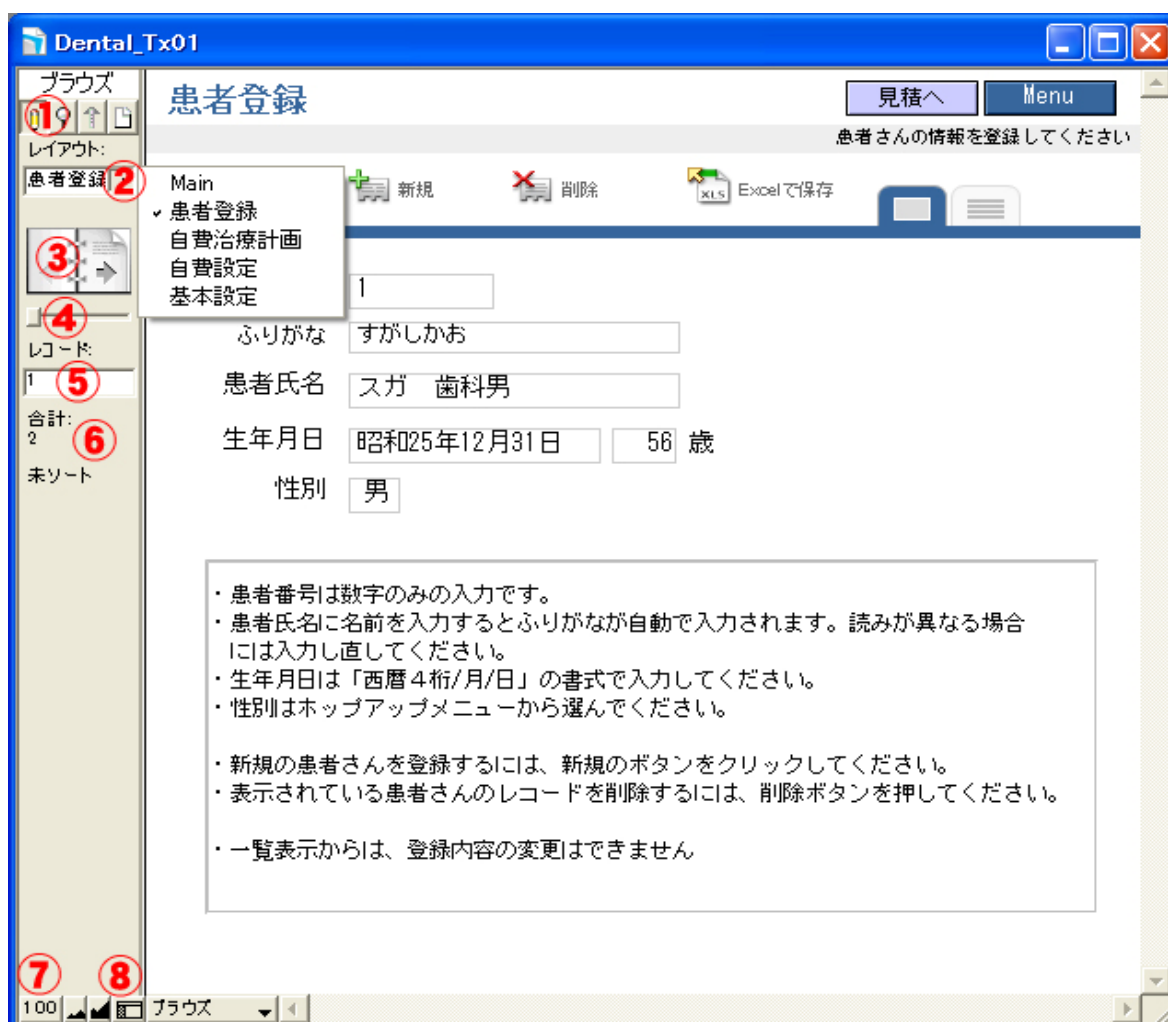 Dental_Tx01
ブラウズ
①
レイアウト:
患者登録
②
③
④
レコード:
1
⑤
合計:
2
⑥
未ソート
Main
患者登録
自費治療計画
自費設定
基本設定
患者登録
見積へ
Menu
患者さんの情報を登録してください
新規
削除
XLS
Excelで保存
1
ふりがな
すがしかお
患者氏名
スガ 歯科男
生年月日
昭和25年12月31日
56 歳
性別
男
・患者番号は数字のみの入力です。
・患者氏名に名前を入力するとふりがなが自動で入力されます。読みが異なる場合
には入力し直してください。
・生年月日は「西暦4桁/月/日」の書式で入力してください。
・性別はホップアップメニューから選んでください。
・新規の患者さんを登録するには、新規のボタンをクリックしてください。
・表示されている患者さんのレコードを削除するには、削除ボタンを押してください。
・一覧表示からは、登録内容の変更はできません
⑦
⑧
100
ブラウズ